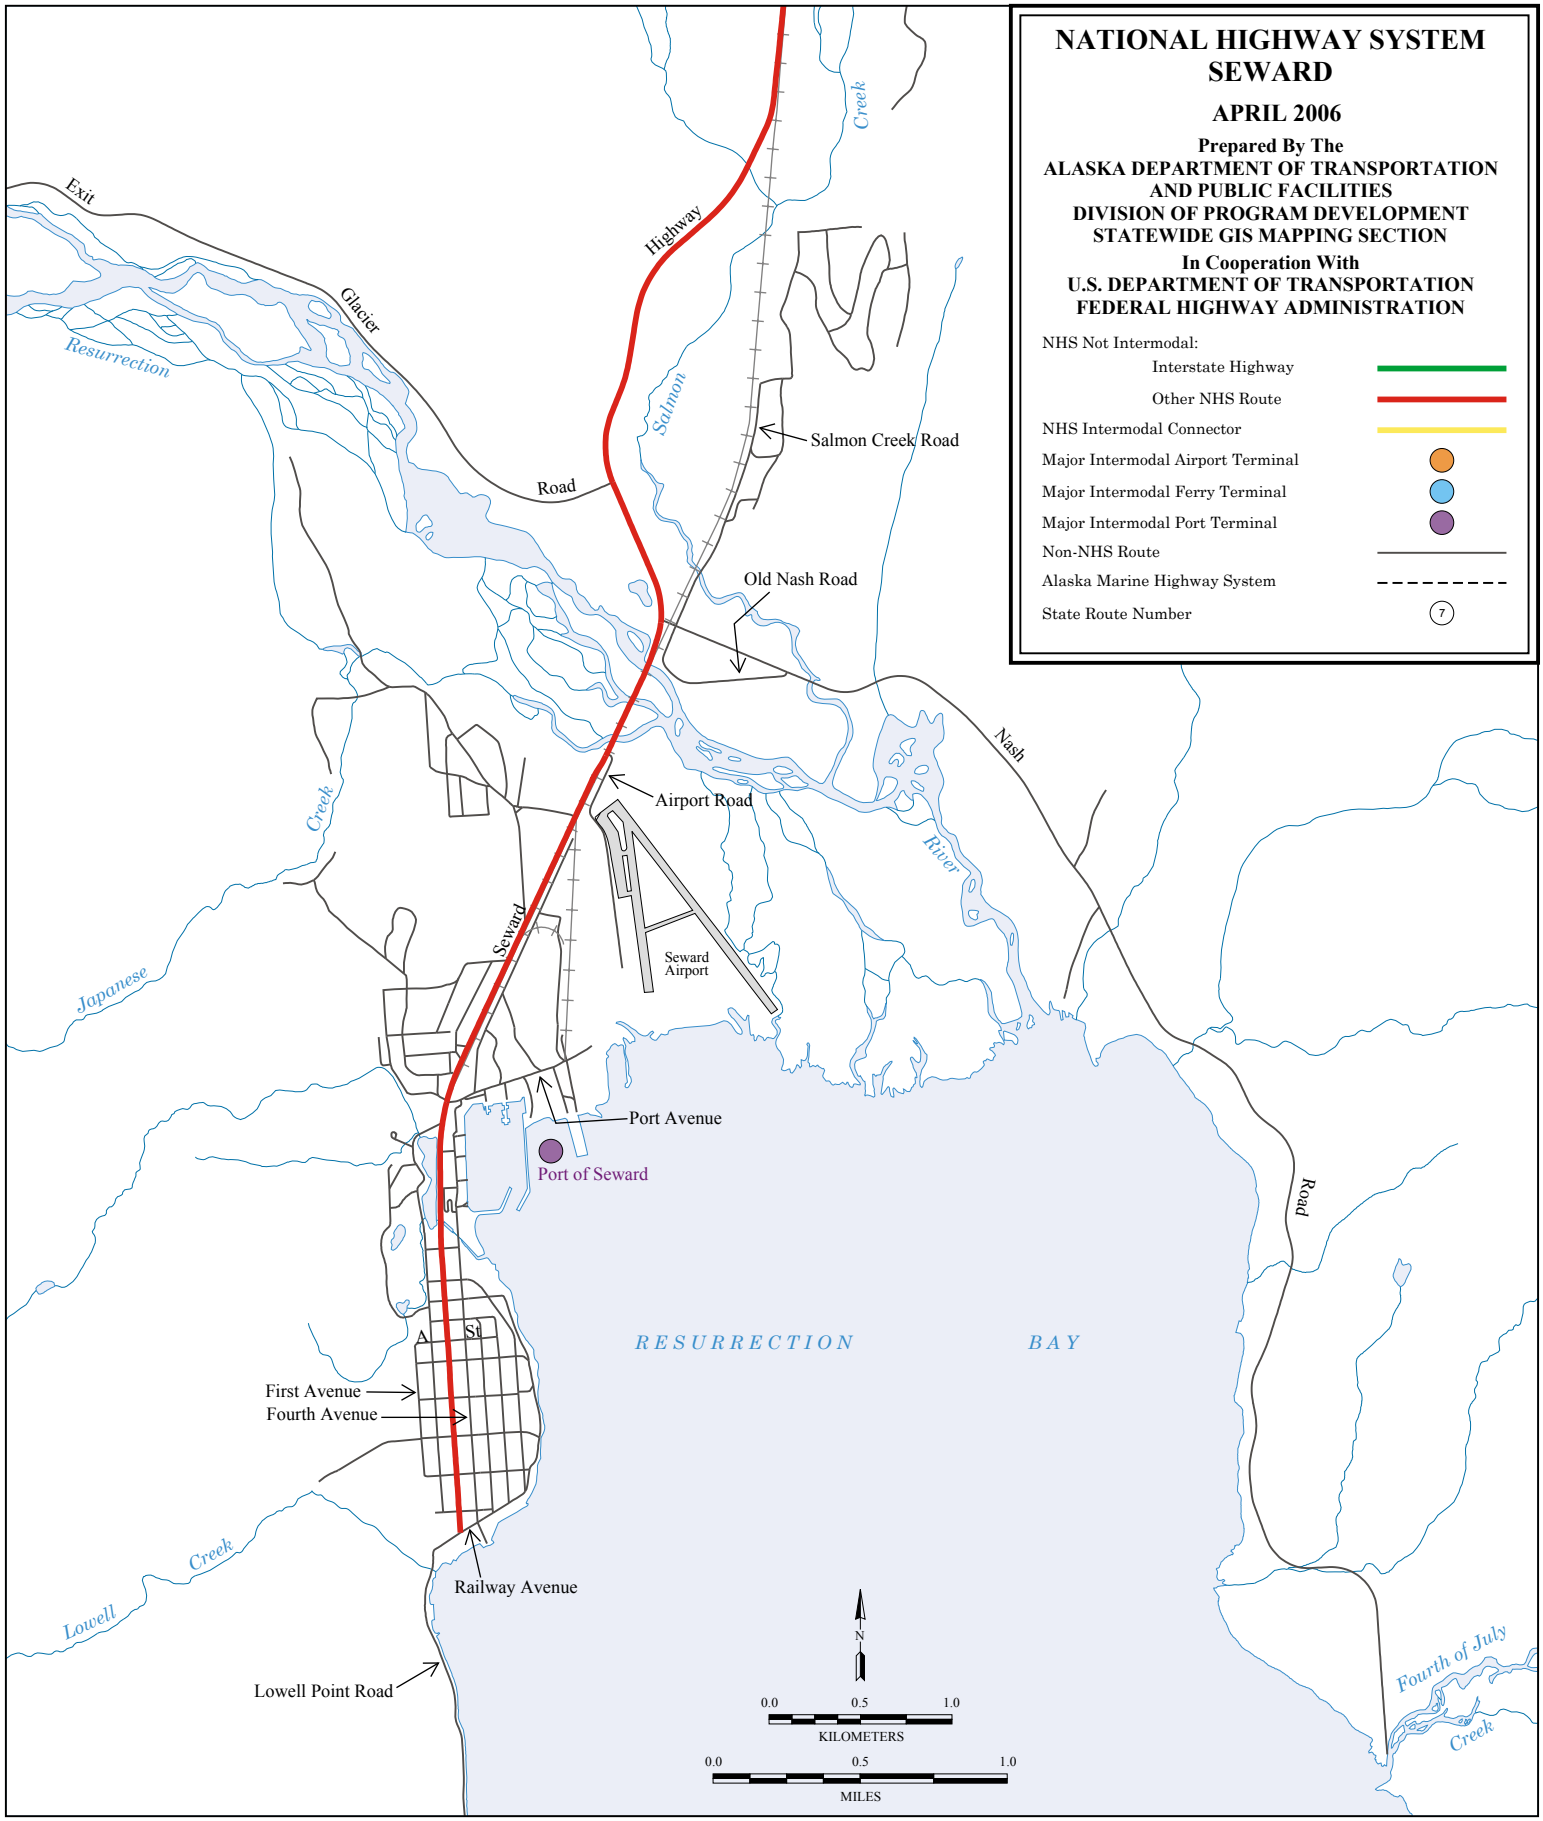 NATIONAL HIGHWAY SYSTEM
SEWARD
APRIL 2006
Prepared By The
ALASKA DEPARTMENT OF TRANSPORTATION
AND PUBLIC FACILITIES
DIVISION OF PROGRAM DEVELOPMENT
STATEWIDE GIS MAPPING SECTION
In Cooperation With
U.S. DEPARTMENT OF TRANSPORTATION
FEDERAL HIGHWAY ADMINISTRATION
NHS Not Intermodal:
Interstate Highway
Other NHS Route
NHS Intermodal Connector
Major Intermodal Airport Terminal
Major Intermodal Ferry Terminal
Major Intermodal Port Terminal
Non-NHS Route
Alaska Marine Highway System
State Route Number
7
Creek
Exit
Highway
Glacier
Resurrection
Salmon
Salmon Creek Road
Road
Old Nash Road
Nash
Airport Road
Creek
River
Seward
Seward
Airport
Japanese
Port Avenue
Port of Seward
Road
A St
RESURRECTION BAY
First Avenue
Fourth Avenue
Creek
Railway Avenue
Lowell
Lowell Point Road
N
Fourth of July
Creek
0.0 0.5 1.0
KILOMETERS
0.0 0.5 1.0
MILES